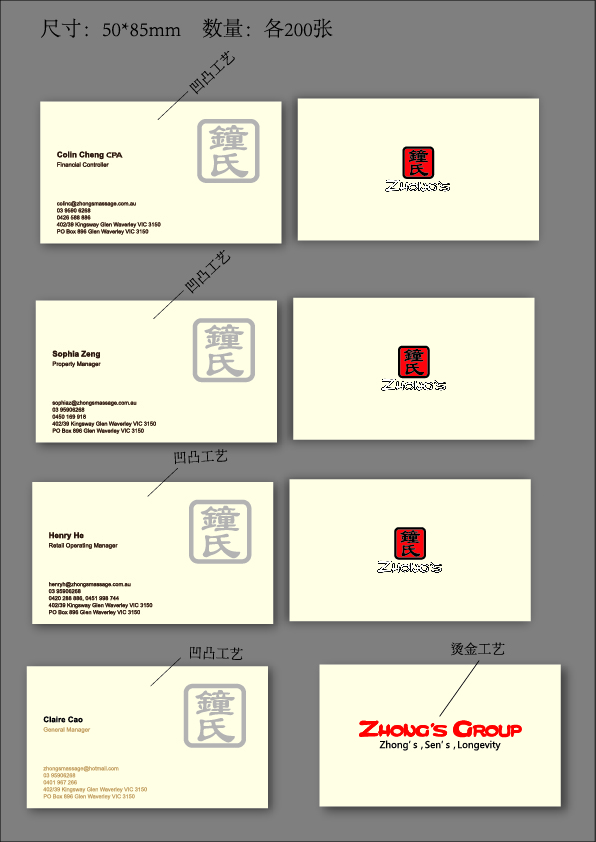 尺寸：50*85mm 数量：各200张
凹凸工艺
鐘氏
Colin Cheng CPA
Financial Controller
colinc@zhongsmassage.com.au
03 9590 6268
0426 588 886
402/39 Kingsway Glen Waverley VIC 3150
PO Box 896 Glen Waverley VIC 3150
鐘氏
Zhong's
凹凸工艺
鐘氏
Sophia Zeng
Property Manager
sophiaz@zhongsmassage.com.au
03 95906268
0450 169 918
402/39 Kingsway Glen Waverley VIC 3150
PO Box 896 Glen Waverley VIC 3150
鐘氏
Zhong's
凹凸工艺
鐘氏
Henry He
Retail Operating Manager
henryh@zhongsmassage.com.au
03 95906268
0420 288 886, 0451 998 744
402/39 Kingsway Glen Waverley VIC 3150
PO Box 896 Glen Waverley VIC 3150
鐘氏
Zhong's
凹凸工艺
鐘氏
Claire Cao
General Manager
zhongsmassage@hotmail.com
03 95906268
0451 967 266
402/39 Kingsway Glen Waverley VIC 3150
PO Box 896 Glen Waverley VIC 3150
烫金工艺
Zhong's Group
Zhong's ,Sen's ,Longevity